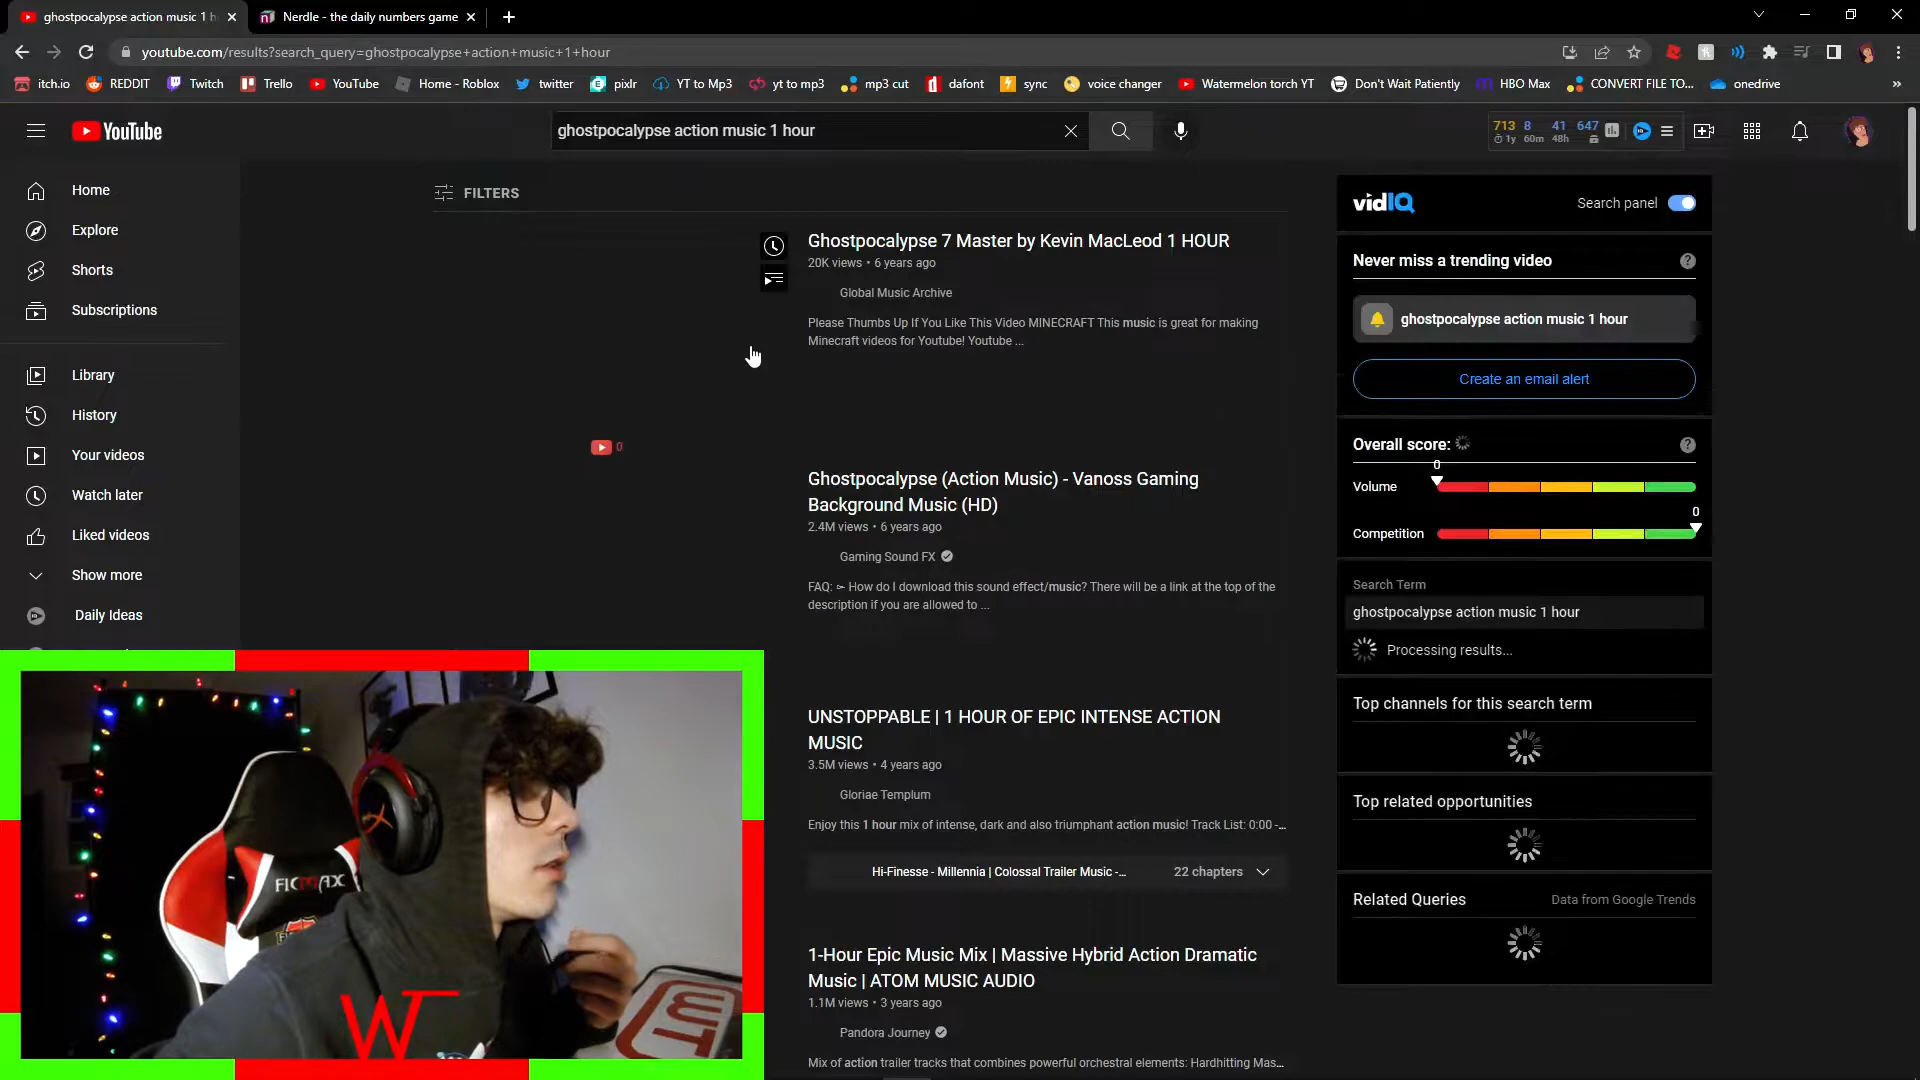 ghostpocalypse action music 1 h
Nerdle - the daily numbers game
youtube.com/results?search_query=ghostpocalypse+action+music+1+hour
itch.io REDDIT Twitch Trello YouTube Home - Roblox twitter pixlr YT to Mp3 yt to mp3 mp3 cut dafont sync voice changer Watermelon torch YT Don't Wait Patiently HBO Max CONVERT FILE TO... onedrive »
YouTube
ghostpocalypse action music 1 hour
713 8 41 647
1y 60m 48h
Home
Explore
Shorts
Subscriptions
Library
History
Your videos
Watch later
Liked videos
Show more
Daily Ideas
FILTERS
0
Ghostpocalypse 7 Master by Kevin MacLeod 1 HOUR
20K views • 6 years ago
Global Music Archive
Please Thumbs Up If You Like This Video MINECRAFT This music is great for making
Minecraft videos for Youtube! Youtube ...
Ghostpocalypse (Action Music) - Vanoss Gaming
Background Music (HD)
2.4M views • 6 years ago
Gaming Sound FX
FAQ: ➣ How do I download this sound effect/music? There will be a link at the top of the
description if you are allowed to ...
UNSTOPPABLE | 1 HOUR OF EPIC INTENSE ACTION
MUSIC
3.5M views • 4 years ago
Gloriae Templum
Enjoy this 1 hour mix of intense, dark and also triumphant action music! Track List: 0:00 -...
Hi-Finesse - Millennia | Colossal Trailer Music -... 22 chapters
1-Hour Epic Music Mix | Massive Hybrid Action Dramatic
Music | ATOM MUSIC AUDIO
1.1M views • 3 years ago
Pandora Journey
Mix of action trailer tracks that combines powerful orchestral elements: Hardhitting Mas...
vidIQ
Search panel
Never miss a trending video ?
ghostpocalypse action music 1 hour
Create an email alert
Overall score: ?
0
Volume
0
Competition
Search Term
ghostpocalypse action music 1 hour
Processing results...
Top channels for this search term
Top related opportunities
Related Queries Data from Google Trends
FICMAX
WT